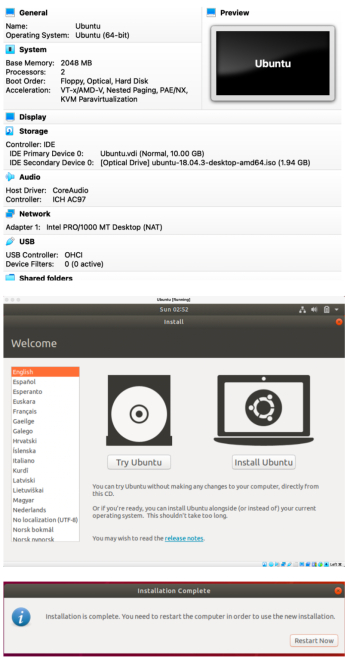 General
Name: Ubuntu
Operating System: Ubuntu (64-bit)
Preview
Ubuntu
System
Base Memory: 2048 MB
Processors: 2
Boot Order: Floppy, Optical, Hard Disk
Acceleration: VT-x/AMD-V, Nested Paging, PAE/NX,
KVM Paravirtualization
Display
Storage
Controller: IDE
IDE Primary Device 0: Ubuntu.vdi (Normal, 10.00 GB)
IDE Secondary Device 0: [Optical Drive] ubuntu-18.04.3-desktop-amd64.iso (1.94 GB)
Audio
Host Driver: CoreAudio
Controller: ICH AC97
Network
Adapter 1: Intel PRO/1000 MT Desktop (NAT)
USB
USB Controller: OHCI
Device Filters: 0 (0 active)
Shared folders
Ubuntu [Running]
Sun 02:52
Install
Welcome
English
Español
Esperanto
Euskara
Français
Gaeilge
Galego
Hrvatski
Íslenska
Italiano
Kurdî
Latviski
Lietuviškai
Magyar
Nederlands
No localization (UTF-8)
Norsk bokmål
Norsk nynorsk
Try Ubuntu
Install Ubuntu
You can try Ubuntu without making any changes to your computer, directly from
this CD.
Or if you're ready, you can install Ubuntu alongside (or instead of) your current
operating system. This shouldn't take too long.
You may wish to read the release notes.
Left ⌘
Installation Complete
Installation is complete. You need to restart the computer in order to use the new installation.
Restart Now